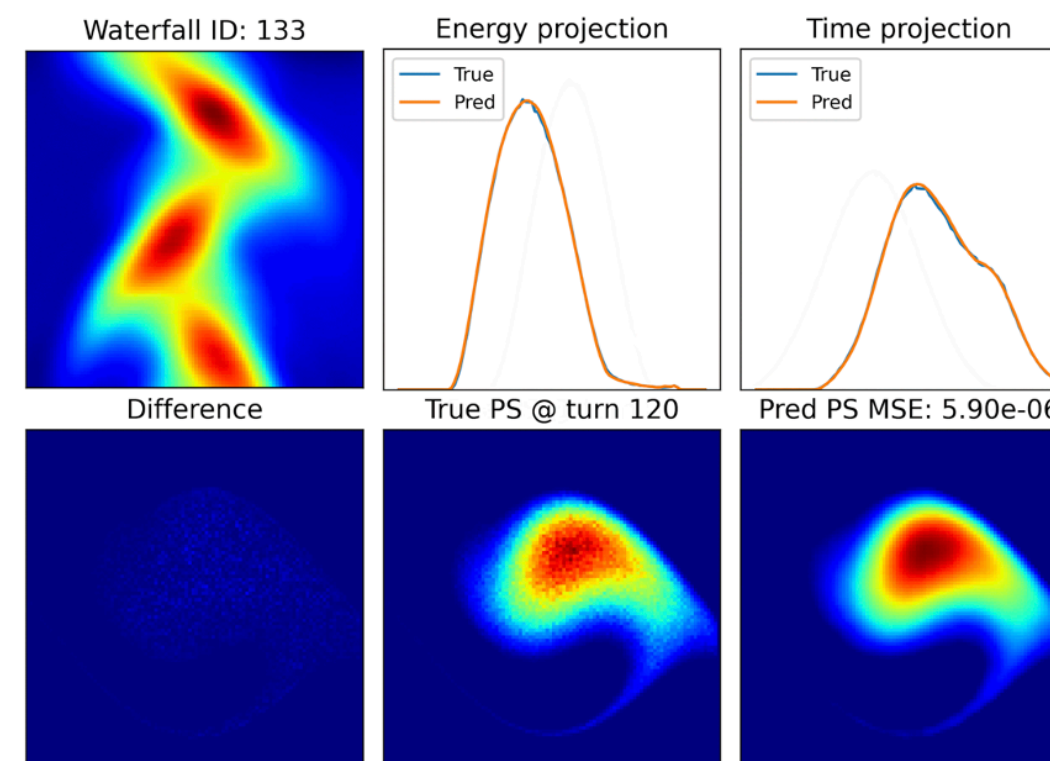 Waterfall ID: 133
Energy projection
Time projection
True
Pred
True
Pred
Difference
True PS @ turn 120
Pred PS MSE: 5.90e-06